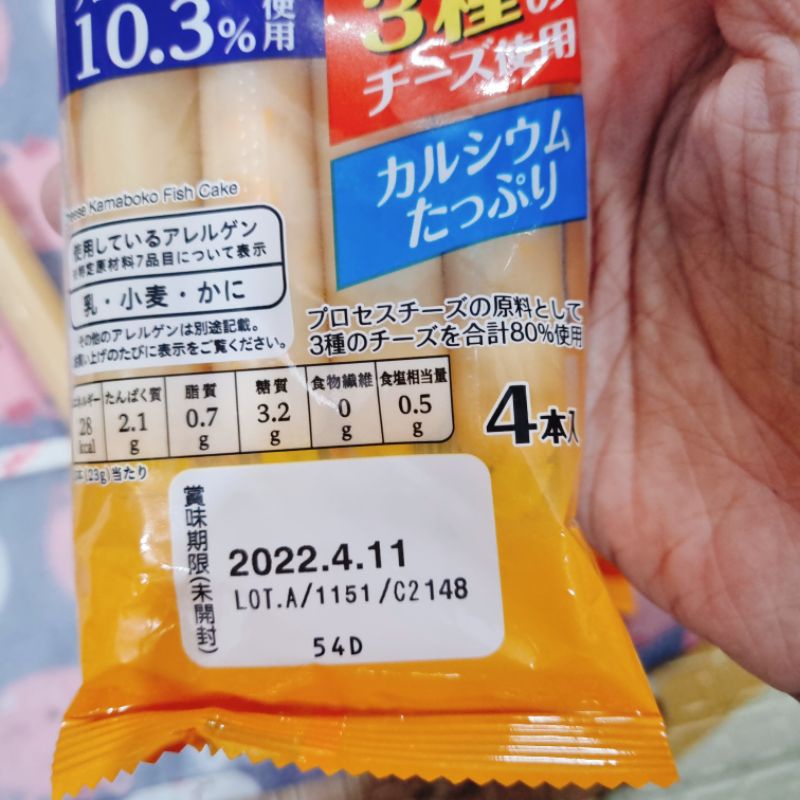 10.3%使用
3種の
チーズ使用
カルシウム
たっぷり
Cheese Kamaboko Fish Cake
使用しているアレルゲン
※特定原材料7品目について表示
乳・小麦・かに
その他のアレルゲンは別途記載。
お買い上げのたびに表示をご覧ください。
プロセスチーズの原料として
3種のチーズを合計80%使用
エネルギー たんぱく質 脂質 糖質 食物繊維 食塩相当量
28 2.1 0.7 3.2 0 0.5
kcal g g g g g
(23g)当たり
4本入
賞味期限(未開封)
2022.4.11
LOT.A/1151/C2148
54D